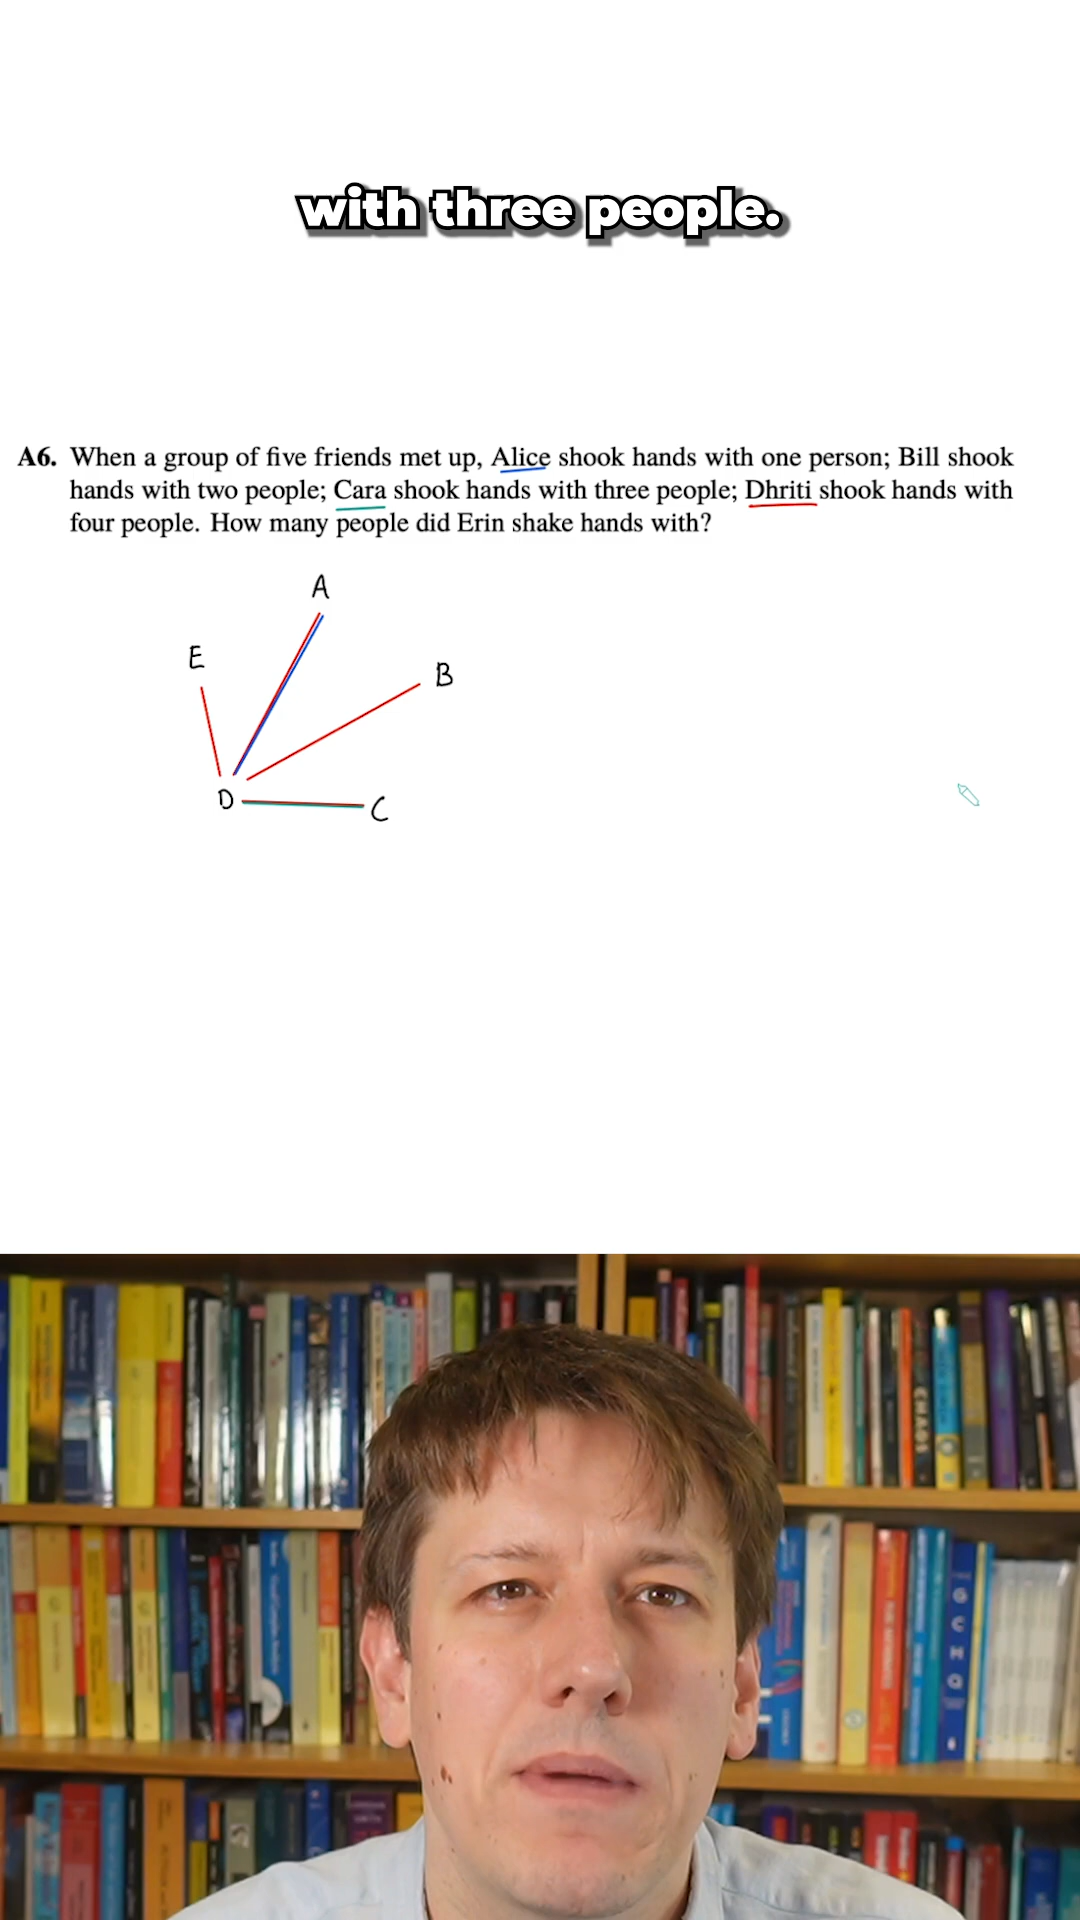 with three people.
A6. When a group of five friends met up, Alice shook hands with one person; Bill shook
hands with two people; Cara shook hands with three people; Dhriti shook hands with
four people. How many people did Erin shake hands with?
A
E
B
D
C
CHAOS
GCHQ